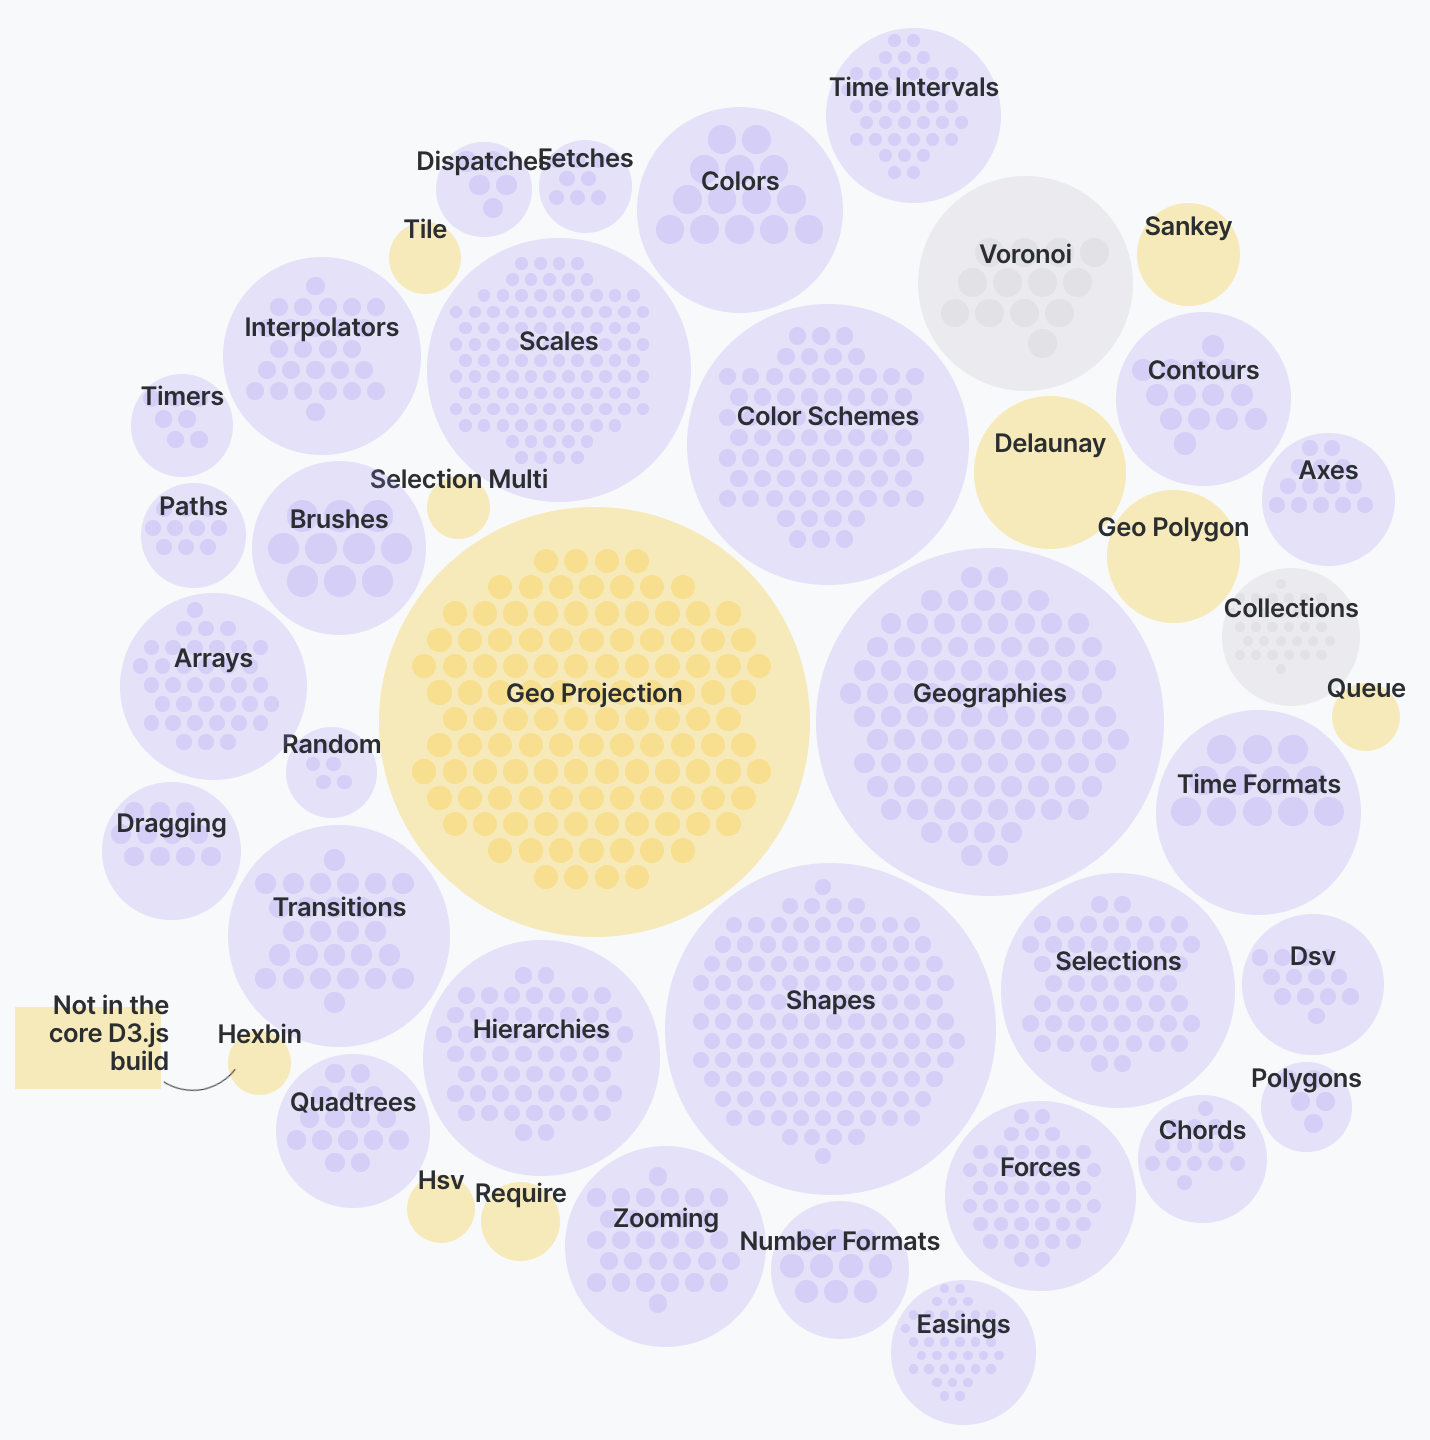 Time Intervals
Dispatches
Fetches
Colors
Tile
Sankey
Voronoi
Interpolators
Scales
Contours
Timers
Color Schemes
Delaunay
Axes
Selection Multi
Paths
Brushes
Geo Polygon
Collections
Arrays
Geo Projection
Geographies
Queue
Random
Time Formats
Dragging
Transitions
Selections
Dsv
Shapes
Not in the
core D3.js
build
Hexbin
Hierarchies
Polygons
Quadtrees
Chords
Forces
Hsv
Require
Zooming
Number Formats
Easings